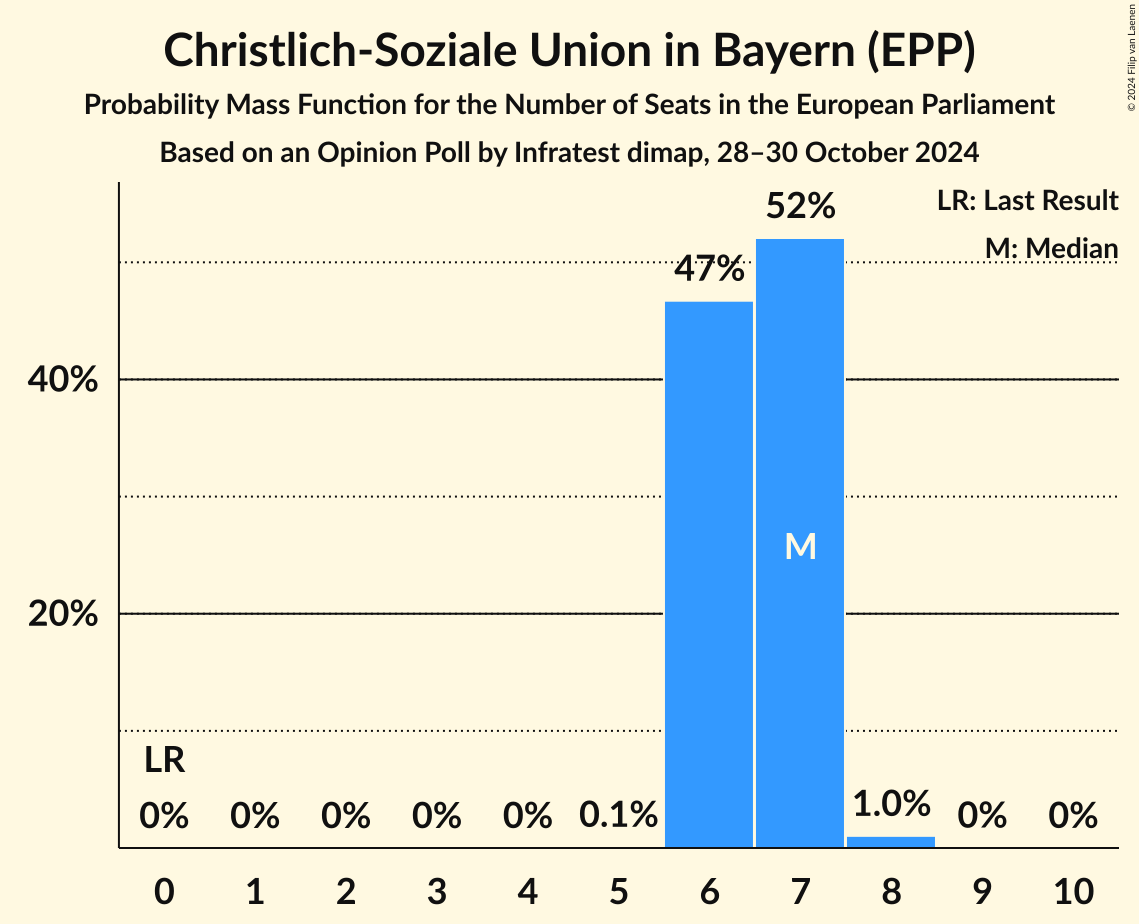 Christlich-Soziale Union in Bayern (EPP)
Probability Mass Function for the Number of Seats in the European Parliament
Based on an Opinion Poll by Infratest dimap, 28–30 October 2024
© 2024 Filip van Laenen
LR: Last Result
M: Median
52%
47%
40%
M
20%
LR
0% 0% 0% 0% 0% 0.1% 1.0% 0% 0%
0 1 2 3 4 5 6 7 8 9 10